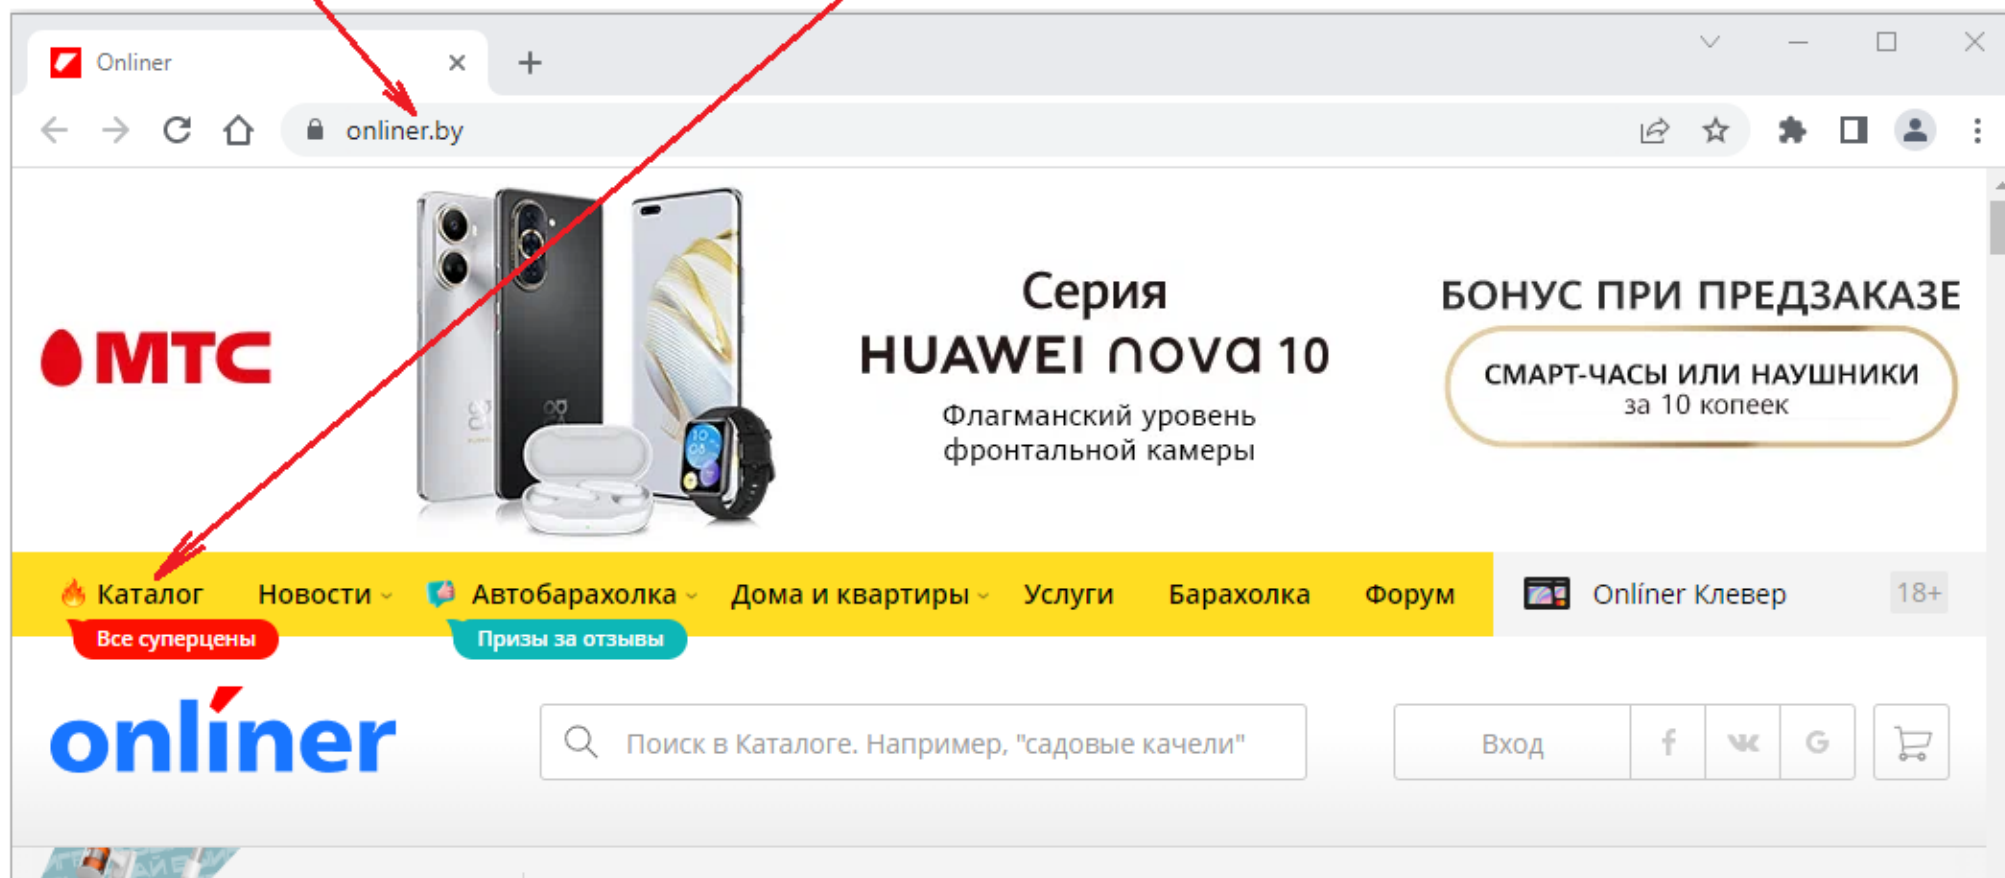 Onliner
onliner.by
МТС
Серия
HUAWEI nova 10
Флагманский уровень
фронтальной камеры
БОНУС ПРИ ПРЕДЗАКАЗЕ
СМАРТ-ЧАСЫ ИЛИ НАУШНИКИ
за 10 копеек
Каталог
Новости
Автобарахолка
Дома и квартиры
Услуги
Барахолка
Форум
Onlíner Клевер
18+
Все суперцены
Призы за отзывы
onlíner
Поиск в Каталоге. Например, "садовые качели"
Вход